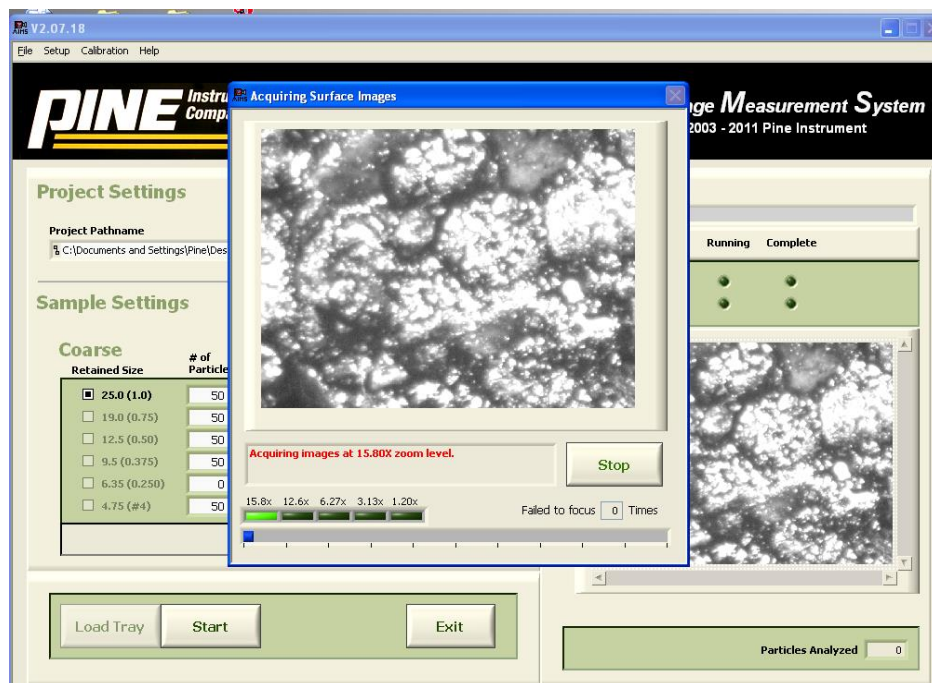 V2.07.18
File Setup Calibration Help
PINE Instru
Comp
Acquiring Surface Images
ge Measurement System
2003 - 2011 Pine Instrument
Project Settings
Project Pathname
C:\Documents and Settings\Pine\Des
Running Complete
Sample Settings
Coarse
Retained Size
# of
Particle
25.0 (1.0) 50
19.0 (0.75) 50
12.5 (0.50) 50
9.5 (0.375) 50
6.35 (0.250) 0
4.75 (#4) 50
Acquiring images at 15.80X zoom level.
Stop
15.8x 12.6x 6.27x 3.13x 1.20x
Failed to focus 0 Times
Load Tray Start Exit
Particles Analyzed 0